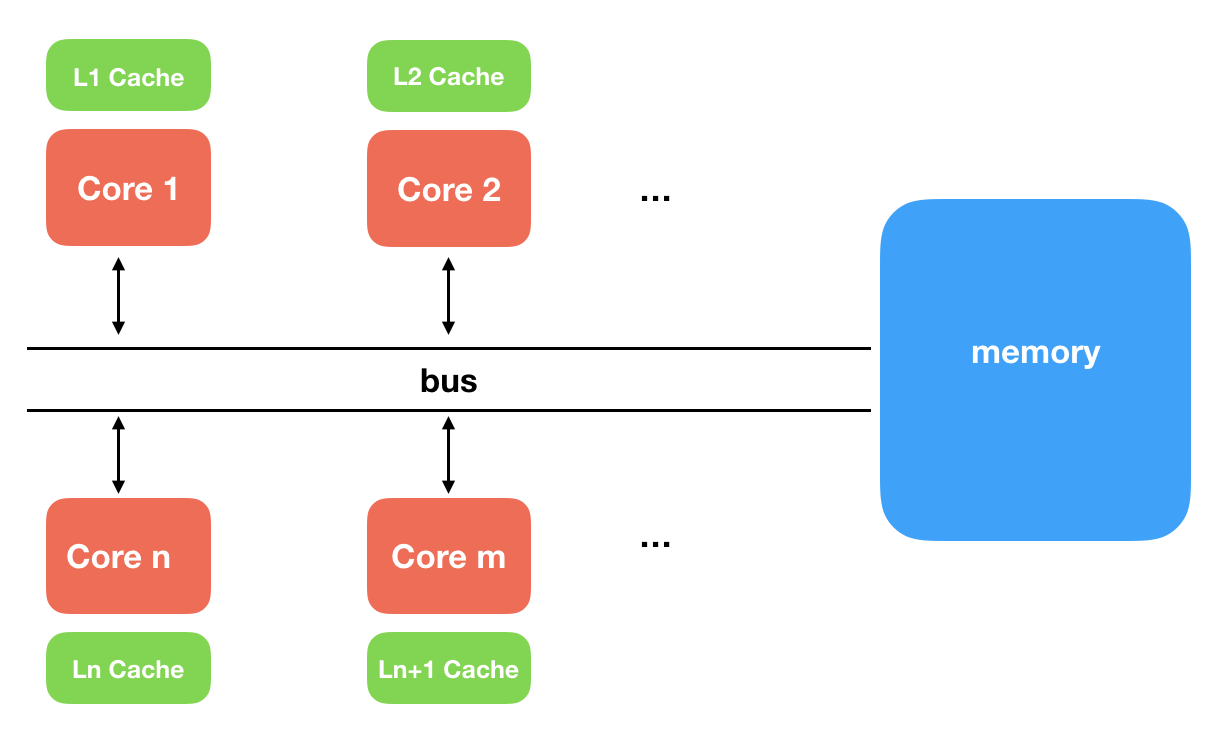 L1 Cache
L2 Cache
Core 1
Core 2
...
memory
bus
Core n
Core m
...
Ln Cache
Ln+1 Cache